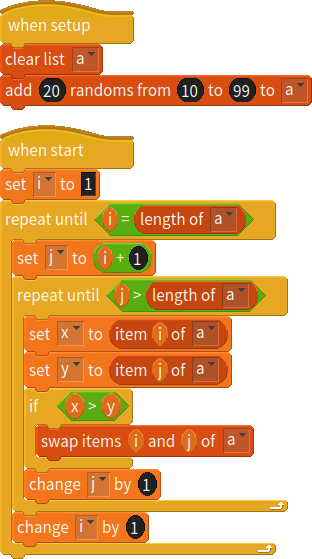 when setup
clear list a
add 20 randoms from 10 to 99 to a
when start
set i to 1
repeat until i = length of a
set j to i + 1
repeat until j > length of a
set x to item i of a
set y to item j of a
if x > y
swap items i and j of a
change j by 1
change i by 1